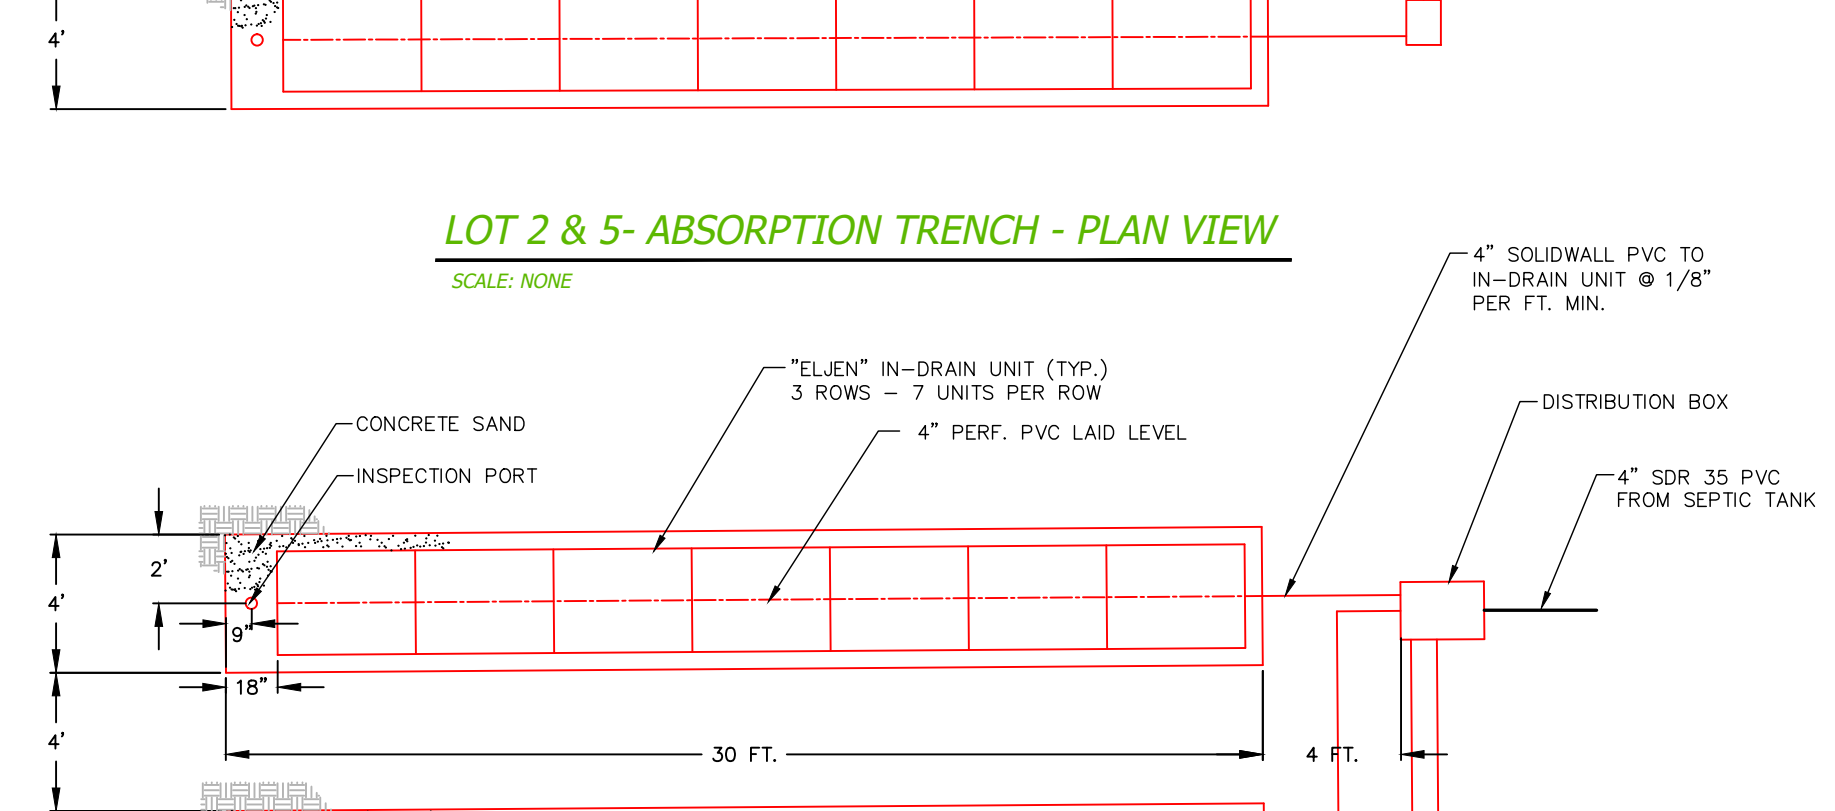 4'
LOT 2 & 5- ABSORPTION TRENCH - PLAN VIEW
SCALE: NONE
4" SOLIDWALL PVC TO
IN-DRAIN UNIT @ 1/8"
PER FT. MIN.
"ELJEN" IN-DRAIN UNIT (TYP.)
3 ROWS - 7 UNITS PER ROW
DISTRIBUTION BOX
CONCRETE SAND
4" PERF. PVC LAID LEVEL
INSPECTION PORT
4" SDR 35 PVC
FROM SEPTIC TANK
2'
4'
9"
18"
4'
30 FT.
4 FT.